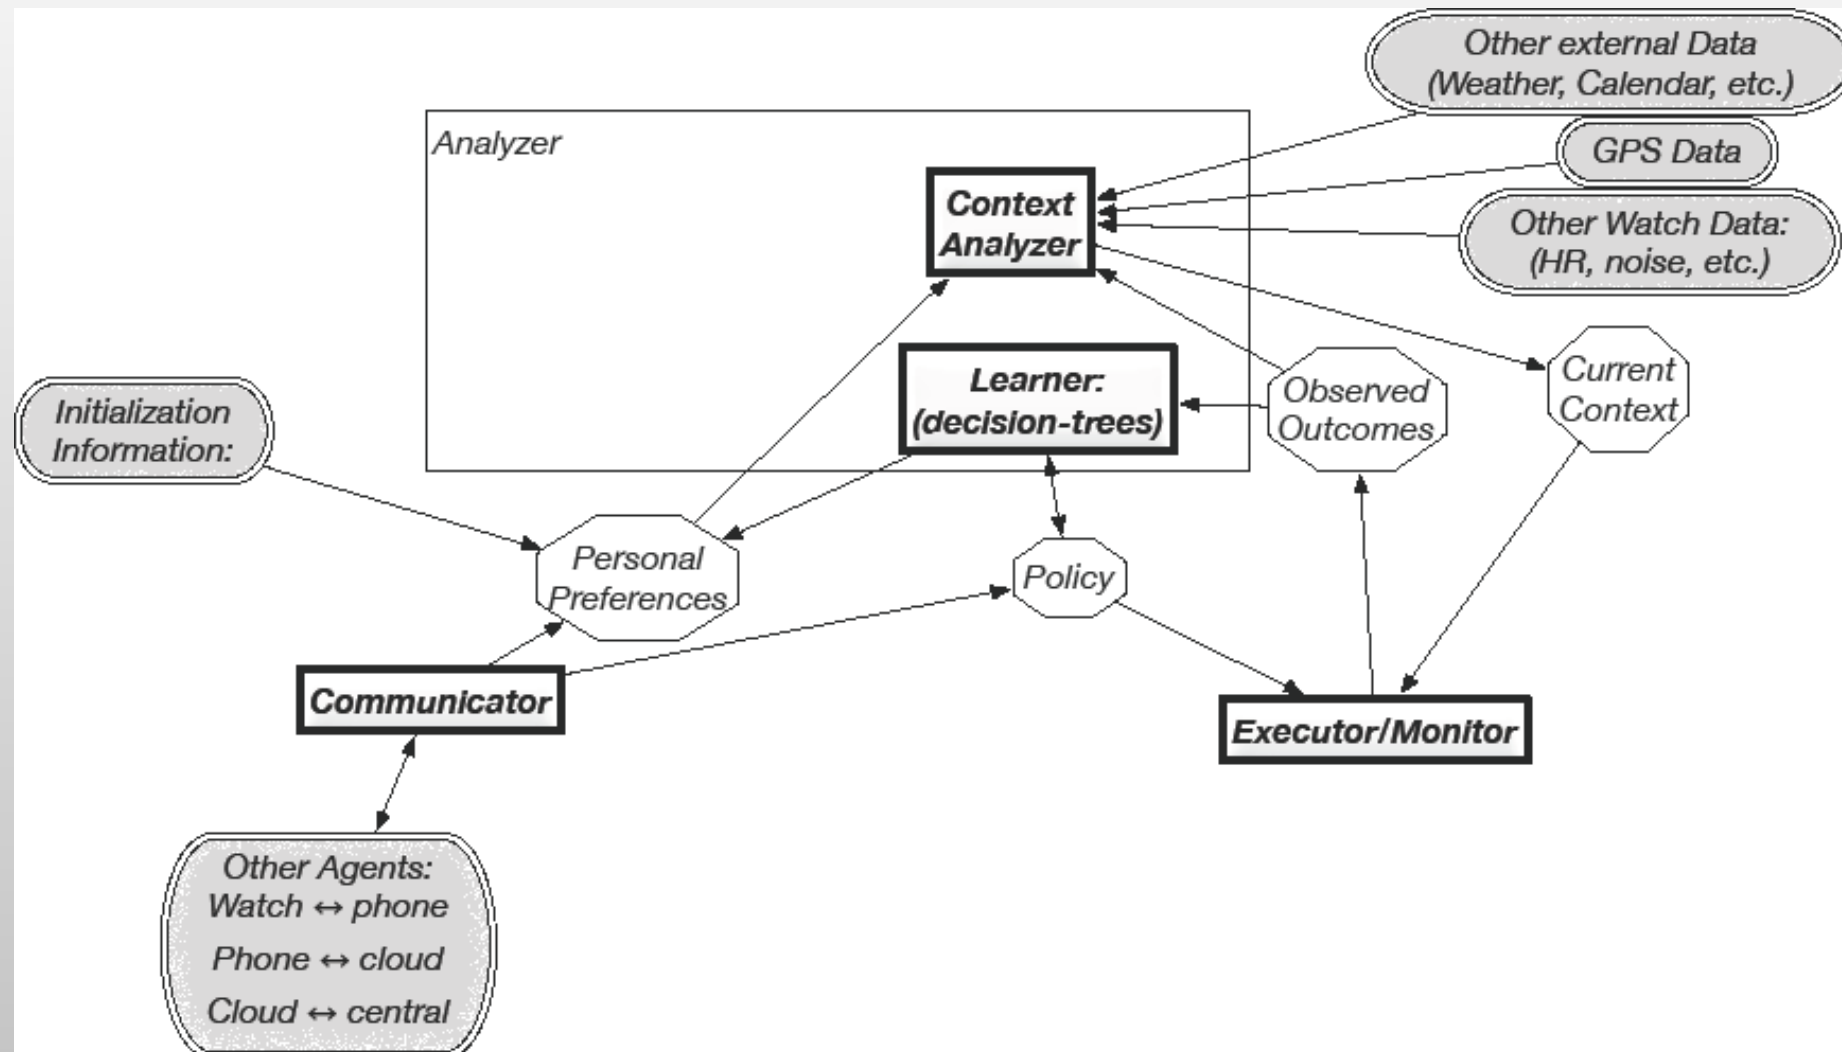 Other external Data
(Weather, Calendar, etc.)
Analyzer
GPS Data
Context
Analyzer
Other Watch Data:
(HR, noise, etc.)
Learner:
(decision-trees)
Observed
Outcomes
Current
Context
Initialization
Information:
Personal
Preferences
Policy
Communicator
Executor/Monitor
Other Agents:
Watch ↔ phone
Phone ↔ cloud
Cloud ↔ central